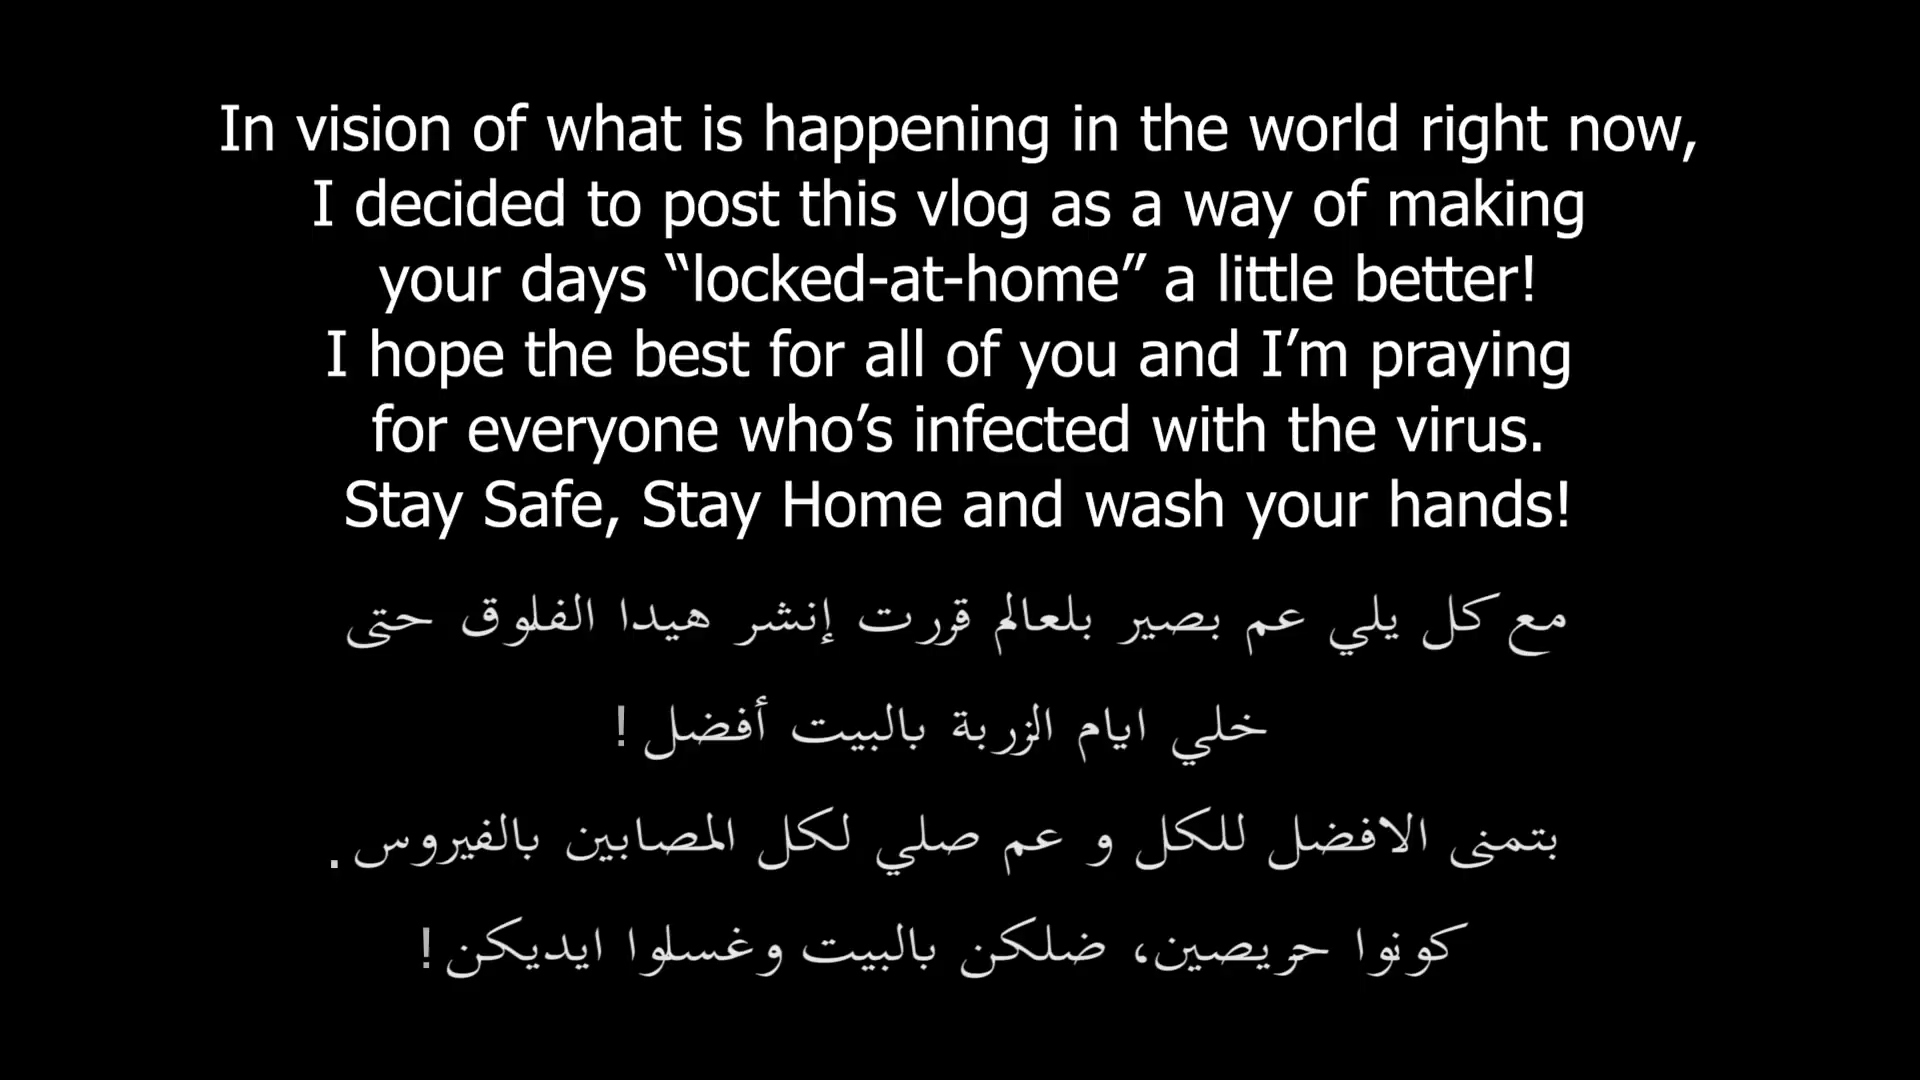 In vision of what is happening in the world right now,
I decided to post this vlog as a way of making
your days “locked-at-home” a little better!
I hope the best for all of you and I’m praying
for everyone who’s infected with the virus.
Stay Safe, Stay Home and wash your hands!
مع كل يلي عم بصير بلعالم قررت إنشر هيدا الفلوق حتى
خلي ايام الزربة بالبيت أفضل !
بتمنى الافضل للكل و عم صلي لكل المصابين بالفيروس .
كونوا حريصين، ضلكن بالبيت وغسلوا ايديكن !